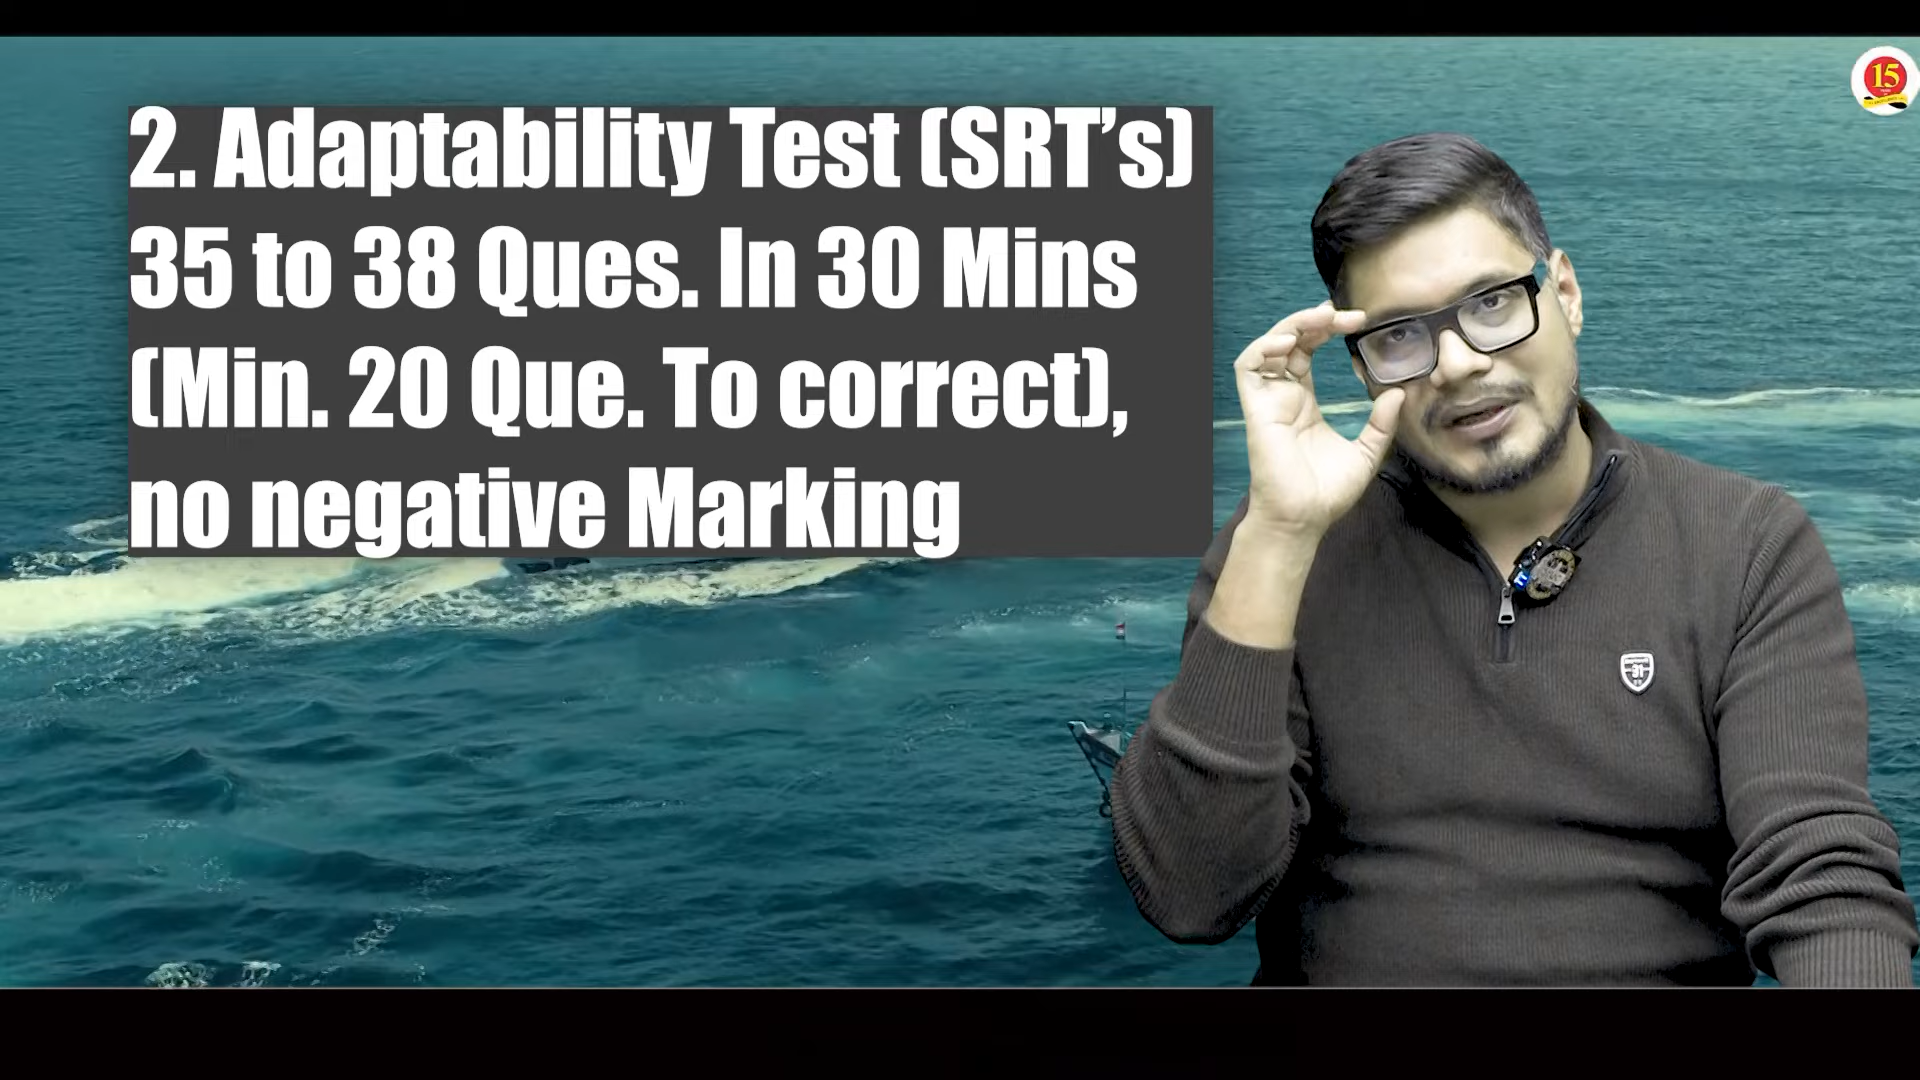 2. Adaptability Test (SRT’s)
35 to 38 Ques. In 30 Mins
(Min. 20 Que. To correct),
no negative Marking
15
31